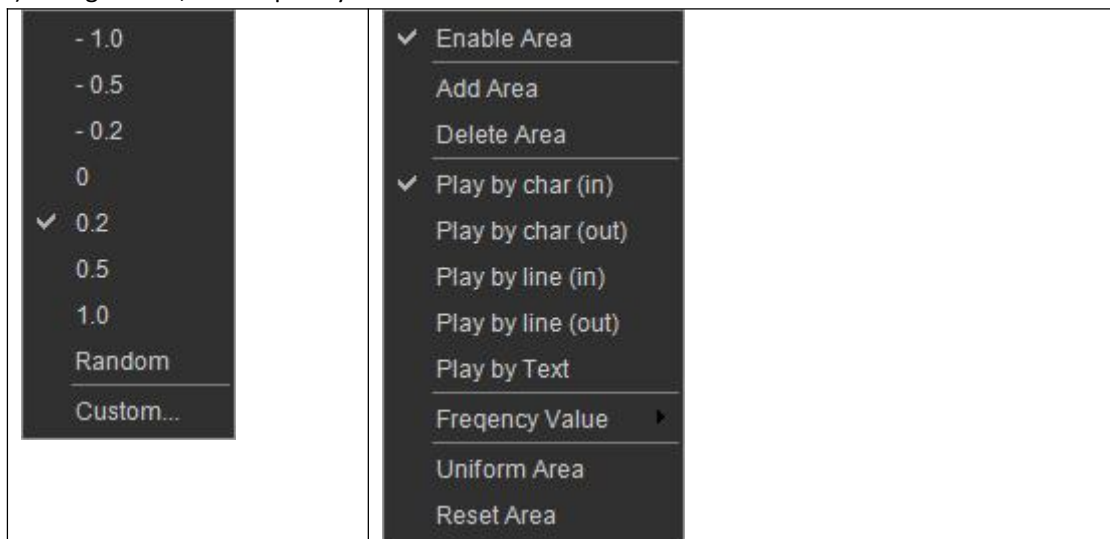 - 1.0
- 0.5
- 0.2
0
0.2
0.5
1.0
Random
Custom...
Enable Area
Add Area
Delete Area
Play by char (in)
Play by char (out)
Play by line (in)
Play by line (out)
Play by Text
Freqency Value
Uniform Area
Reset Area